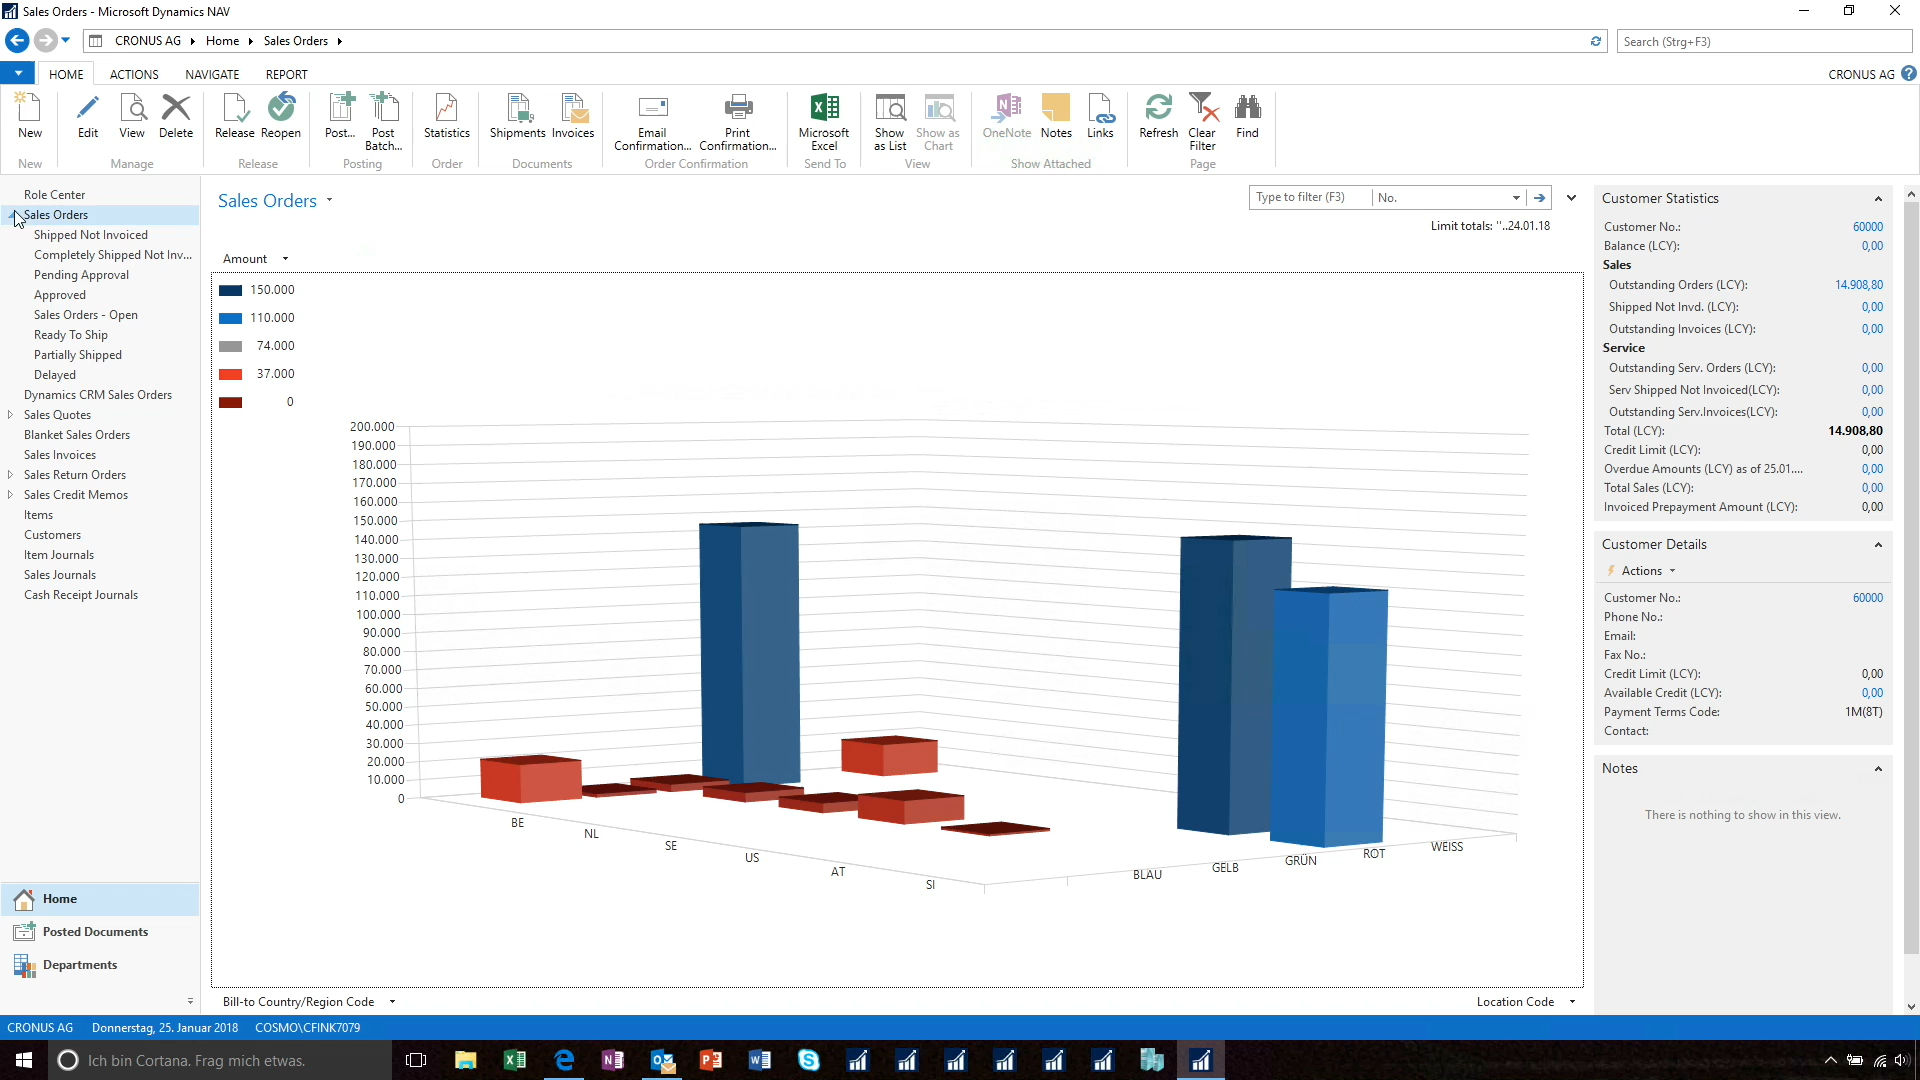 Sales Orders - Microsoft Dynamics NAV
CRONUS AG Home Sales Orders
Search (Strg+F3)
HOME ACTIONS NAVIGATE REPORT
CRONUS AG
New
Edit
View
Delete
Release
Reopen
Post...
Post Batch...
Statistics
Shipments
Invoices
Email Confirmation...
Print Confirmation...
Microsoft Excel
Show as List
Show as Chart
OneNote
Notes
Links
Refresh
Clear Filter
Find
New
Manage
Release
Posting
Order
Documents
Order Confirmation
Send To
View
Show Attached
Page
Role Center
Sales Orders
Shipped Not Invoiced
Completely Shipped Not Inv...
Pending Approval
Approved
Sales Orders - Open
Ready To Ship
Partially Shipped
Delayed
Dynamics CRM Sales Orders
Sales Quotes
Blanket Sales Orders
Sales Invoices
Sales Return Orders
Sales Credit Memos
Items
Customers
Item Journals
Sales Journals
Cash Receipt Journals
Home
Posted Documents
Departments
Sales Orders
Type to filter (F3) No.
Limit totals: ''..24.01.18
Amount
150.000
110.000
74.000
37.000
0
200.000
190.000
180.000
170.000
160.000
150.000
140.000
130.000
120.000
110.000
100.000
90.000
80.000
70.000
60.000
50.000
40.000
30.000
20.000
10.000
0
BE
NL
SE
US
AT
SI
BLAU
GELB
GRÜN
ROT
WEISS
Bill-to Country/Region Code
Location Code
Customer Statistics
Customer No.: 60000
Balance (LCY): 0,00
Sales
Outstanding Orders (LCY): 14.908,80
Shipped Not Invd. (LCY): 0,00
Outstanding Invoices (LCY): 0,00
Service
Outstanding Serv. Orders (LCY): 0,00
Serv Shipped Not Invoiced(LCY): 0,00
Outstanding Serv.Invoices(LCY): 0,00
Total (LCY): 14.908,80
Credit Limit (LCY): 0,00
Overdue Amounts (LCY) as of 25.01.... 0,00
Total Sales (LCY): 0,00
Invoiced Prepayment Amount (LCY): 0,00
Customer Details
Actions
Customer No.: 60000
Phone No.:
Email:
Fax No.:
Credit Limit (LCY): 0,00
Available Credit (LCY): 0,00
Payment Terms Code: 1M(8T)
Contact:
Notes
There is nothing to show in this view.
CRONUS AG Donnerstag, 25. Januar 2018 COSMO\CFINK7079
Ich bin Cortana. Frag mich etwas.